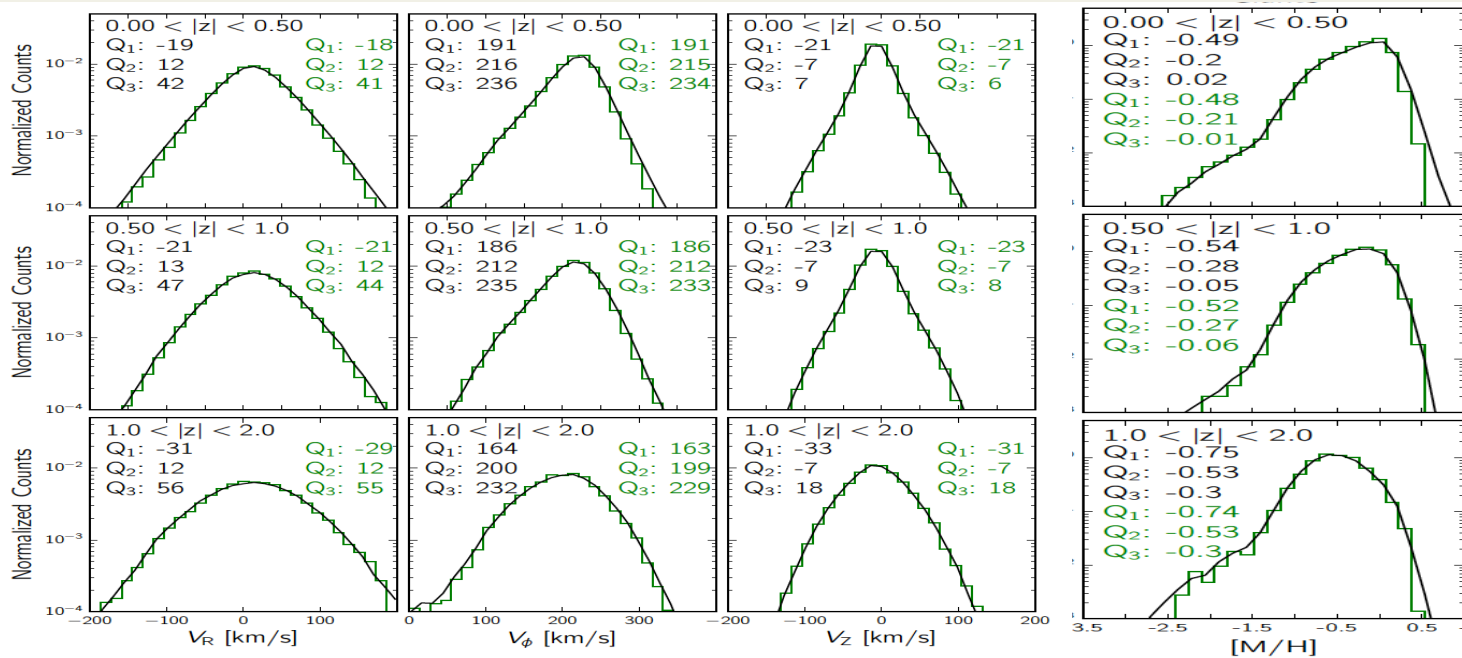 0.00 < |z| < 0.50
Q1: -19 Q1: -18
Q2: 12 Q2: 12
Q3: 42 Q3: 41
0.00 < |z| < 0.50
Q1: 191 Q1: 191
Q2: 216 Q2: 215
Q3: 236 Q3: 234
0.00 < |z| < 0.50
Q1: -21 Q1: -21
Q2: -7 Q2: -7
Q3: 7 Q3: 6
0.00 < |z| < 0.50
Q1: -0.49
Q2: -0.2
Q3: 0.02
Q1: -0.48
Q2: -0.21
Q3: -0.01
Normalized Counts
10⁻²
10⁻³
10⁻⁴
0.50 < |z| < 1.0
Q1: -21 Q1: -21
Q2: 13 Q2: 12
Q3: 47 Q3: 44
0.50 < |z| < 1.0
Q1: 186 Q1: 186
Q2: 212 Q2: 212
Q3: 235 Q3: 233
0.50 < |z| < 1.0
Q1: -23 Q1: -23
Q2: -7 Q2: -7
Q3: 9 Q3: 8
0.50 < |z| < 1.0
Q1: -0.54
Q2: -0.28
Q3: -0.05
Q1: -0.52
Q2: -0.27
Q3: -0.06
Normalized Counts
10⁻²
10⁻³
10⁻⁴
1.0 < |z| < 2.0
Q1: -31 Q1: -29
Q2: 12 Q2: 12
Q3: 56 Q3: 55
1.0 < |z| < 2.0
Q1: 164 Q1: 163
Q2: 200 Q2: 199
Q3: 232 Q3: 229
1.0 < |z| < 2.0
Q1: -33 Q1: -31
Q2: -7 Q2: -7
Q3: 18 Q3: 18
1.0 < |z| < 2.0
Q1: -0.75
Q2: -0.53
Q3: -0.3
Q1: -0.74
Q2: -0.53
Q3: -0.3
Normalized Counts
10⁻²
10⁻³
10⁻⁴
−200 −100 0 100
V_R [km/s]
0 100 200 300
V_ϕ [km/s]
−200 −100 0 100 200
V_Z [km/s]
3.5 -2.5 -1.5 -0.5 0.5
[M/H]